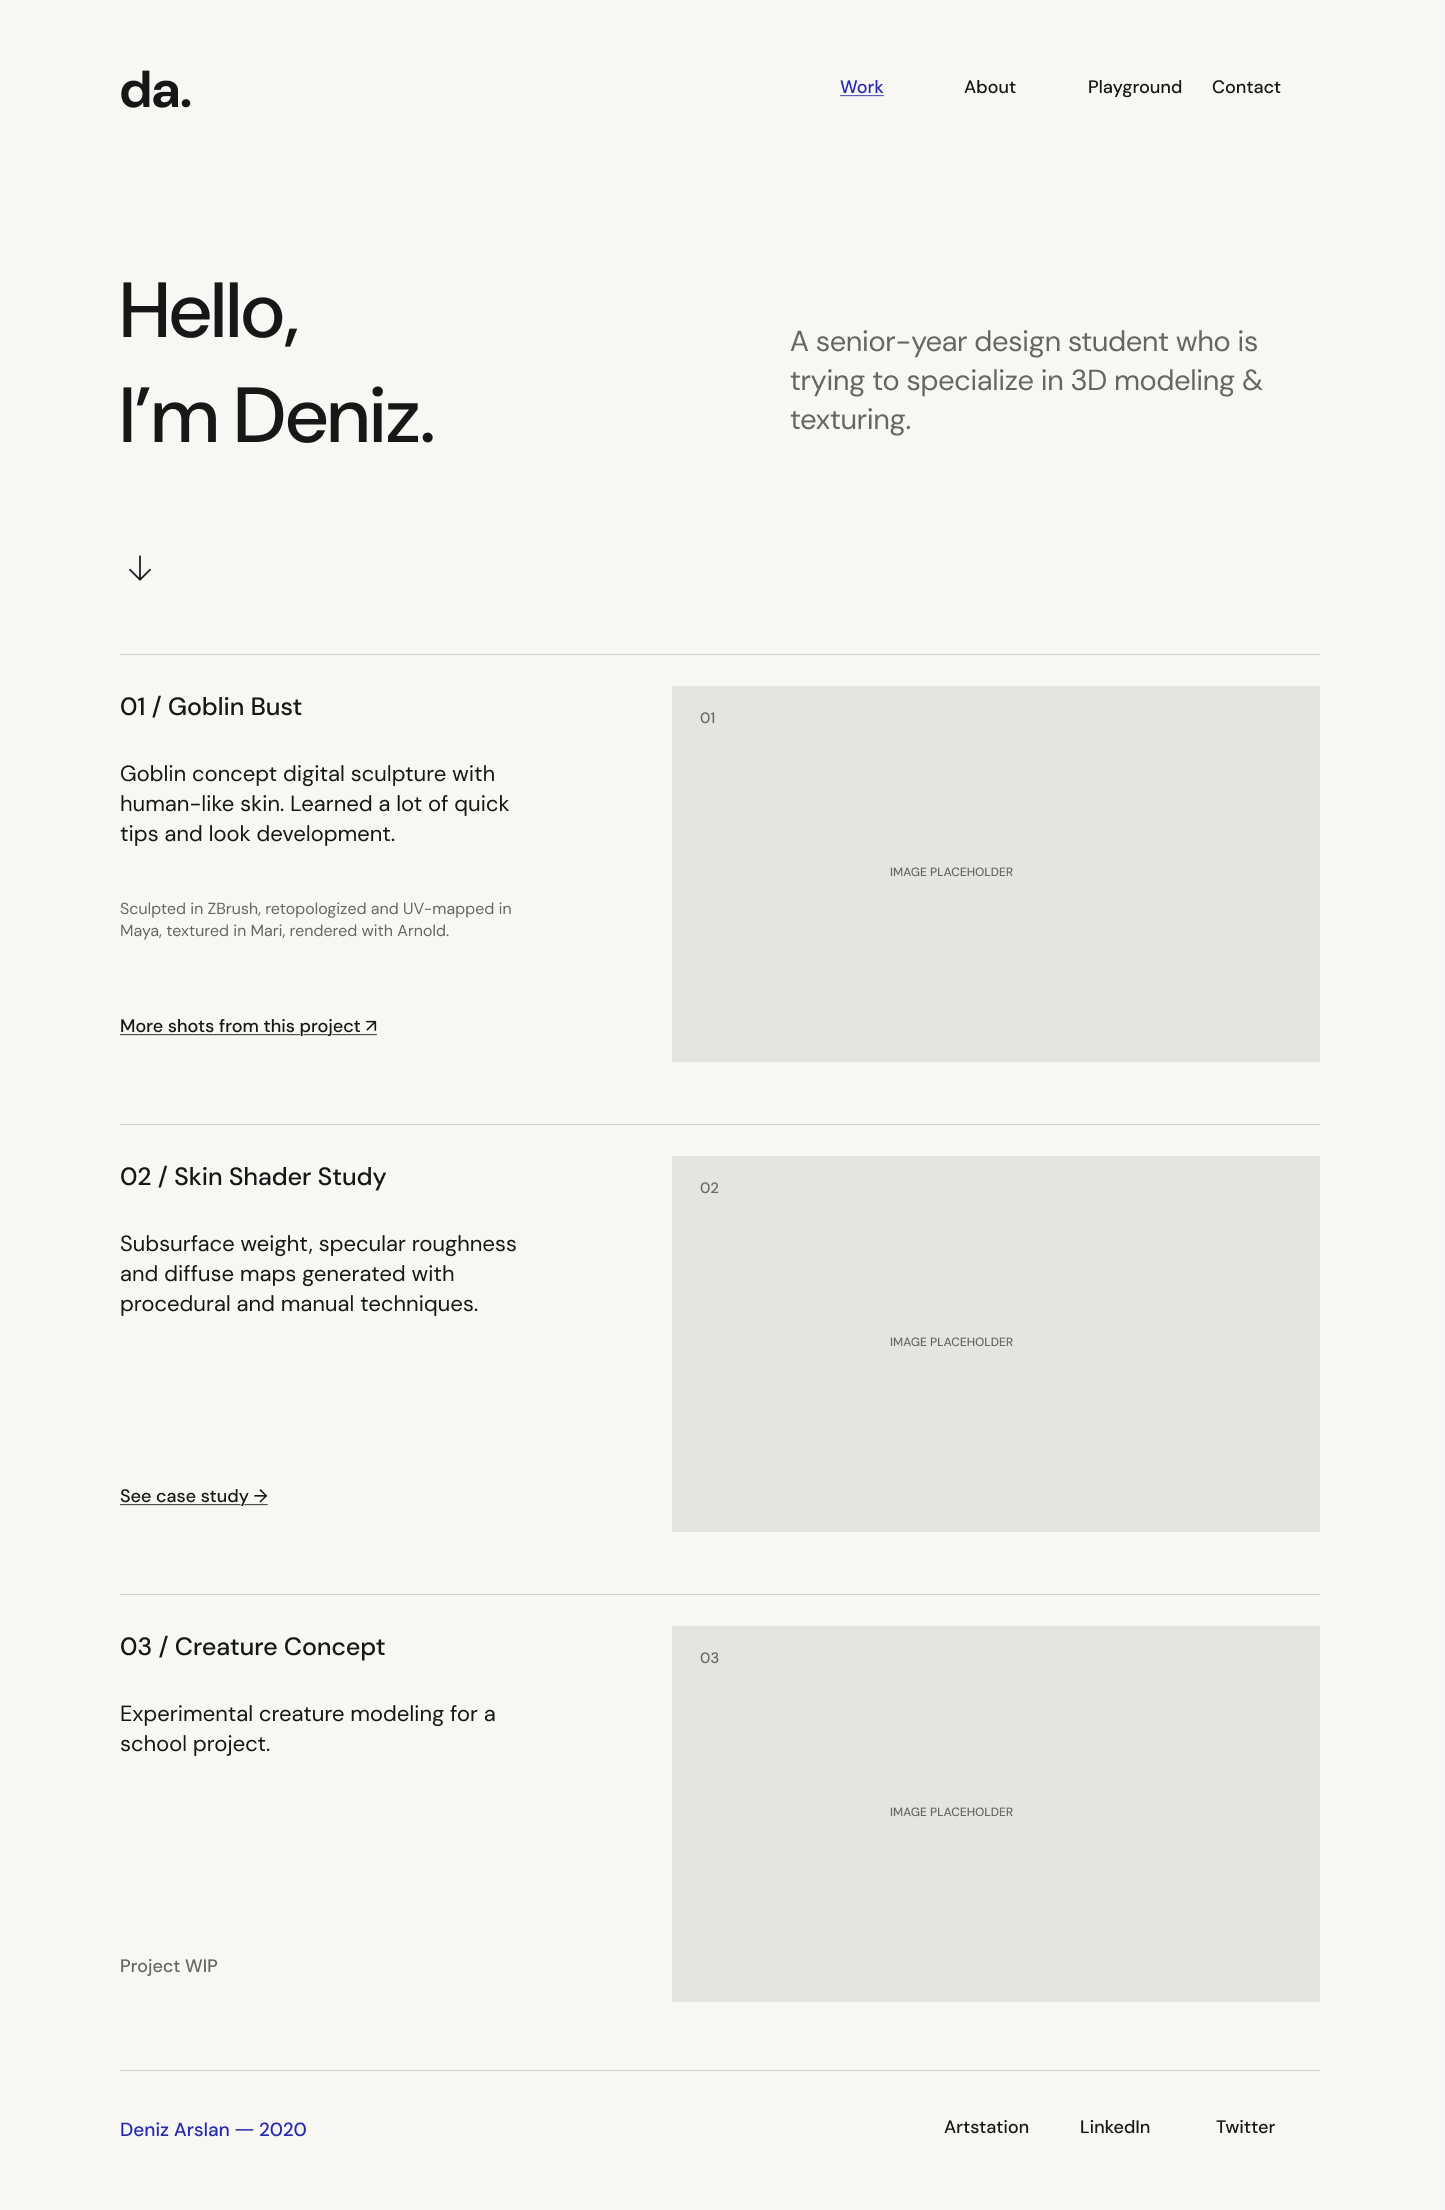 da.
Work About Playground Contact
Hello,
I’m Deniz.
A senior-year design student who is
trying to specialize in 3D modeling &
texturing.
↓
01 / Goblin Bust
Goblin concept digital sculpture with
human-like skin. Learned a lot of quick
tips and look development.
Sculpted in ZBrush, retopologized and UV-mapped in
Maya, textured in Mari, rendered with Arnold.
More shots from this project ↗
01
IMAGE PLACEHOLDER
02 / Skin Shader Study
Subsurface weight, specular roughness
and diffuse maps generated with
procedural and manual techniques.
See case study →
02
IMAGE PLACEHOLDER
03 / Creature Concept
Experimental creature modeling for a
school project.
Project WIP
03
IMAGE PLACEHOLDER
Deniz Arslan — 2020
Artstation LinkedIn Twitter